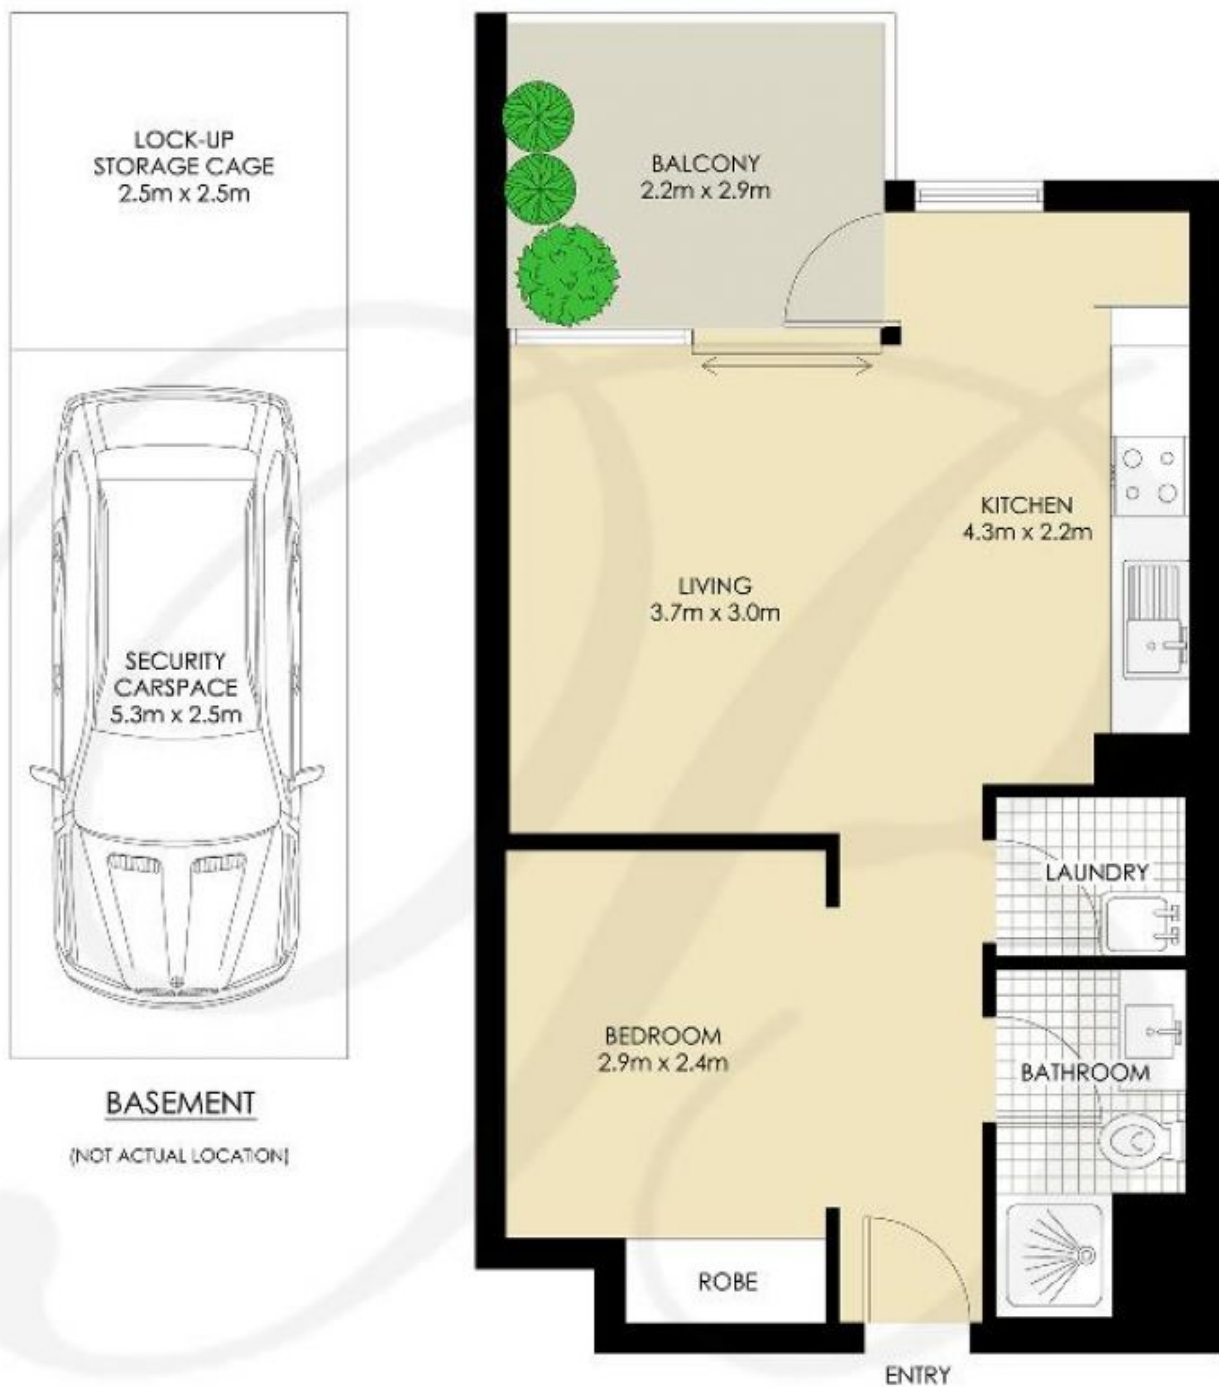 LOCK-UP
STORAGE CAGE
2.5m x 2.5m
SECURITY
CARSPACE
5.3m x 2.5m
BASEMENT
(NOT ACTUAL LOCATION)
BALCONY
2.2m x 2.9m
KITCHEN
4.3m x 2.2m
LIVING
3.7m x 3.0m
LAUNDRY
BEDROOM
2.9m x 2.4m
BATHROOM
ROBE
ENTRY